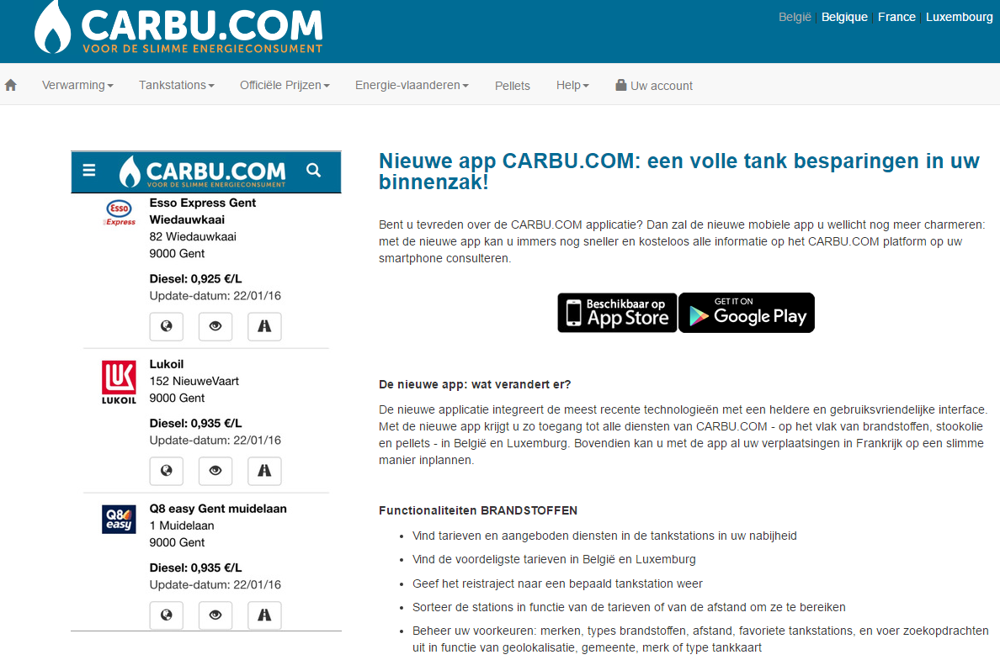 CARBU.COM
VOOR DE SLIMME ENERGIECONSUMENT
België Belgique France Luxembourg
Verwarming Tankstations Officiële Prijzen Energie-vlaanderen Pellets Help Uw account
CARBU.COM
VOOR DE SLIMME ENERGIECONSUMENT
Esso
Express
Esso Express Gent
Wiedauwkaai
82 Wiedauwkaai
9000 Gent
Diesel: 0,925 €/L
Update-datum: 22/01/16
LUK
LUKOIL
Lukoil
152 NieuweVaart
9000 Gent
Diesel: 0,935 €/L
Update-datum: 22/01/16
Q8
easy
Q8 easy Gent muidelaan
1 Muidelaan
9000 Gent
Diesel: 0,935 €/L
Update-datum: 22/01/16
Nieuwe app CARBU.COM: een volle tank besparingen in uw
binnenzak!
Bent u tevreden over de CARBU.COM applicatie? Dan zal de nieuwe mobiele app u wellicht nog meer charmeren:
met de nieuwe app kan u immers nog sneller en kosteloos alle informatie op het CARBU.COM platform op uw
smartphone consulteren.
Beschikbaar op
App Store
GET IT ON
Google Play
De nieuwe app: wat verandert er?
De nieuwe applicatie integreert de meest recente technologieën met een heldere en gebruiksvriendelijke interface.
Met de nieuwe app krijgt u zo toegang tot alle diensten van CARBU.COM - op het vlak van brandstoffen, stookolie
en pellets - in België en Luxemburg. Bovendien kan u met de app al uw verplaatsingen in Frankrijk op een slimme
manier inplannen.
Functionaliteiten BRANDSTOFFEN
• Vind tarieven en aangeboden diensten in de tankstations in uw nabijheid
• Vind de voordeligste tarieven in België en Luxemburg
• Geef het reistraject naar een bepaald tankstation weer
• Sorteer de stations in functie van de tarieven of van de afstand om ze te bereiken
• Beheer uw voorkeuren: merken, types brandstoffen, afstand, favoriete tankstations, en voer zoekopdrachten
uit in functie van geolokalisatie, gemeente, merk of type tankkaart